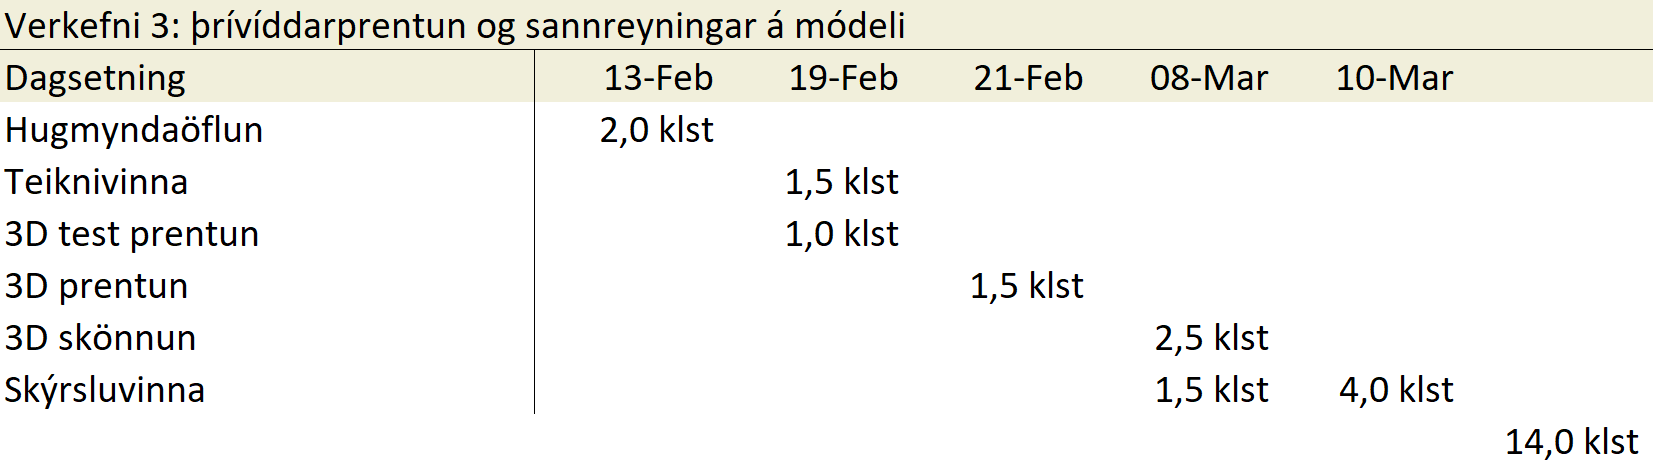 Verkefni 3: þrívíddarprentun og sannreyningar á módeli
Dagsetning 13-Feb 19-Feb 21-Feb 08-Mar 10-Mar
Hugmyndaöflun 2,0 klst
Teiknivinna 1,5 klst
3D test prentun 1,0 klst
3D prentun 1,5 klst
3D skönnun 2,5 klst
Skýrsluvinna 1,5 klst 4,0 klst
14,0 klst